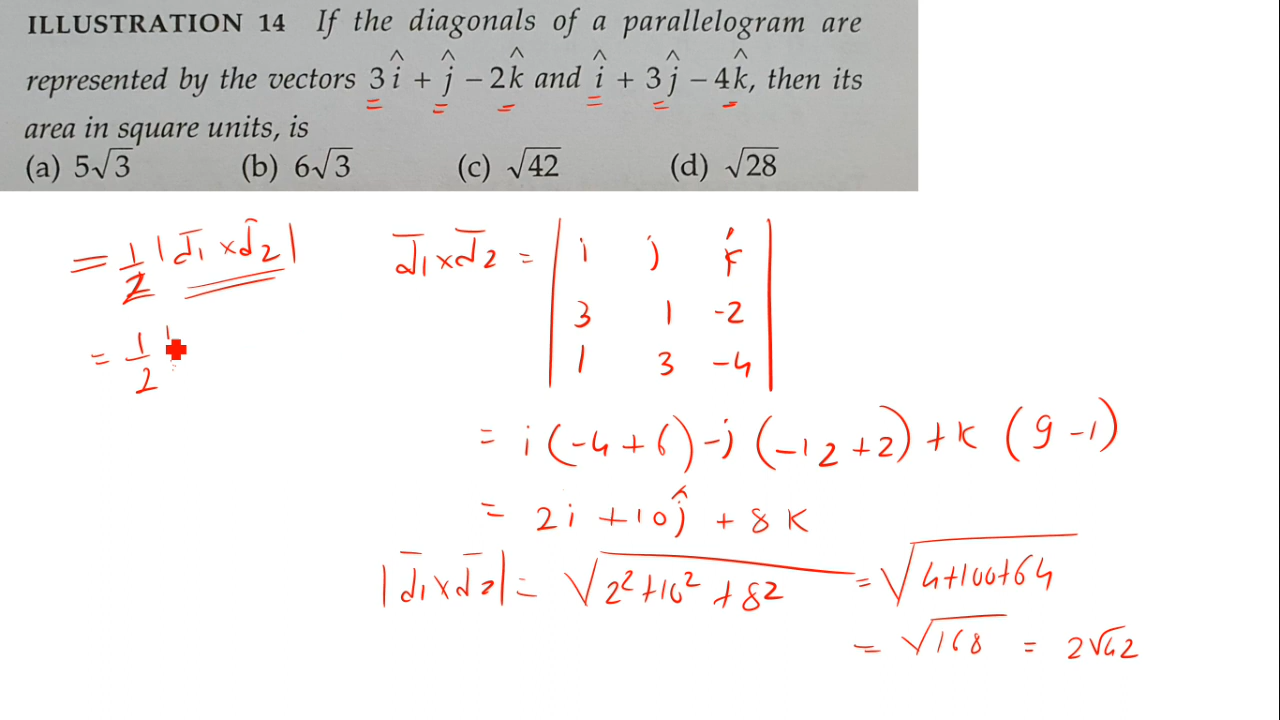 ILLUSTRATION 14 If the diagonals of a parallelogram are
represented by the vectors 3î + ĵ − 2k̂ and î + 3ĵ − 4k̂, then its
area in square units, is
(a) 5√3 (b) 6√3 (c) √42 (d) √28
= 1/2 |d̄1 × d̄2|
= 1/2
d̄1 × d̄2 = | i j k
3 1 -2
1 3 -4 |
= i (-4+6) - j (-12+2) + k (9-1)
= 2i + 10ĵ + 8k
|d̄1 × d̄2| = √2²+10²+8² = √4+100+64
= √168 = 2√42